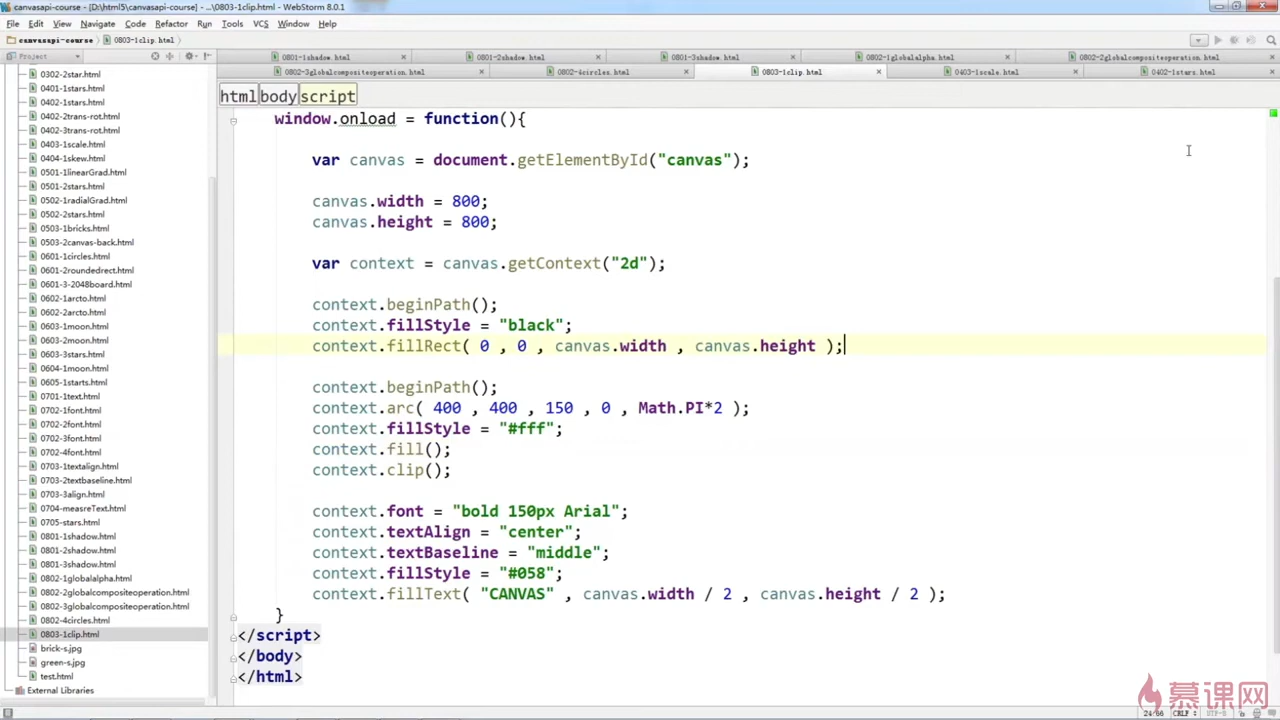 canvasapi-course - [D:\html5\canvasapi-course] - ...\0803-1clip.html - WebStorm 8.0.1
File Edit View Navigate Code Refactor Run Tools VCS Window Help
canvasapi-course 0803-1clip.html
Project
0801-1shadow.html 0801-2shadow.html 0801-3shadow.html 0802-1globalalpha.html 0802-2globalcompositeoperation.html
0802-3globalcompositeoperation.html 0802-4circles.html 0803-1clip.html 0403-1scale.html 0402-1stars.html
0302-2star.html
0401-1stars.html
0402-1stars.html
0402-2trans-rot.html
0402-3trans-rot.html
0403-1scale.html
0404-1skew.html
0501-1linearGrad.html
0501-2stars.html
0502-1radialGrad.html
0502-2stars.html
0503-1bricks.html
0503-2canvas-back.html
0601-1circles.html
0601-2roundedrect.html
0601-3-2048board.html
0602-1arcto.html
0602-2arcto.html
0603-1moon.html
0603-2moon.html
0603-3stars.html
0604-1moon.html
0605-1starts.html
0701-1text.html
0702-1font.html
0702-2font.html
0702-3font.html
0702-4font.html
0703-1textalign.html
0703-2textbaseline.html
0703-3align.html
0704-measreText.html
0705-stars.html
0801-1shadow.html
0801-2shadow.html
0801-3shadow.html
0802-1globalalpha.html
0802-2globalcompositeoperation.html
0802-3globalcompositeoperation.html
0802-4circles.html
0803-1clip.html
brick-s.jpg
green-s.jpg
test.html
External Libraries
html body script
window.onload = function(){
var canvas = document.getElementById("canvas");
canvas.width = 800;
canvas.height = 800;
var context = canvas.getContext("2d");
context.beginPath();
context.fillStyle = "black";
context.fillRect( 0 , 0 , canvas.width , canvas.height );
context.beginPath();
context.arc( 400 , 400 , 150 , 0 , Math.PI*2 );
context.fillStyle = "#fff";
context.fill();
context.clip();
context.font = "bold 150px Arial";
context.textAlign = "center";
context.textBaseline = "middle";
context.fillStyle = "#058";
context.fillText( "CANVAS" , canvas.width / 2 , canvas.height / 2 );
}
</script>
</body>
</html>
慕课网
24:66 CRLF UTF-8